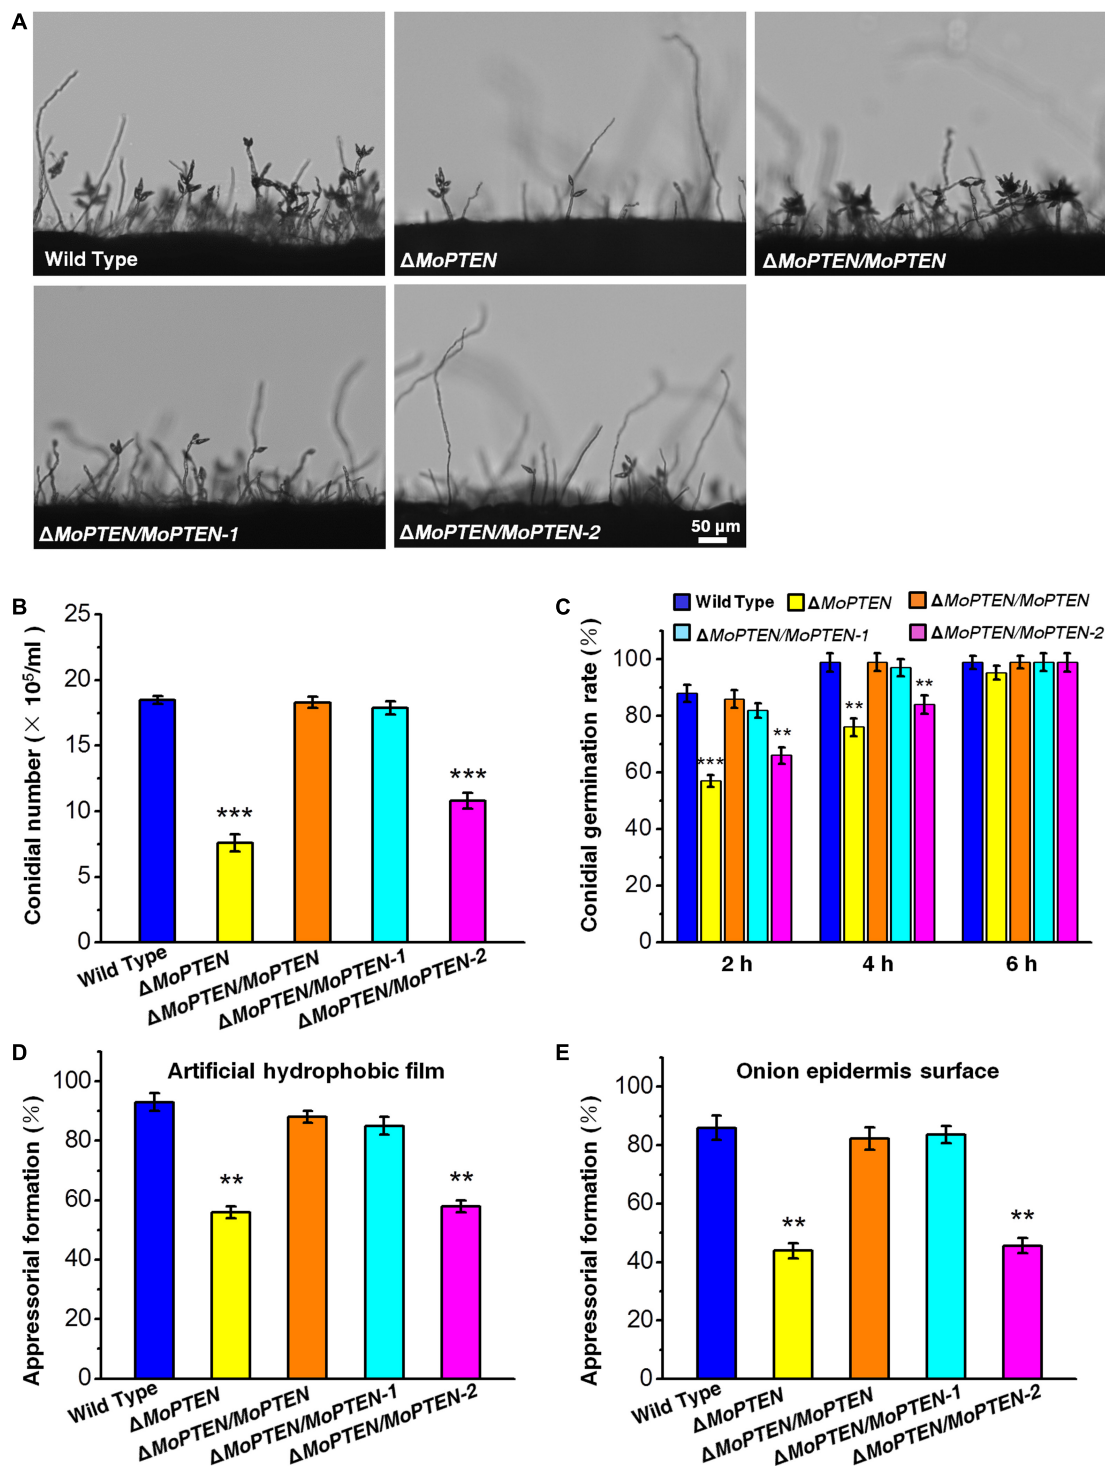 A
Wild Type
ΔMoPTEN
ΔMoPTEN/MoPTEN
ΔMoPTEN/MoPTEN-1
ΔMoPTEN/MoPTEN-2
50 μm
B
Conidial number (× 10⁵/ml)
25
20
15
10
5
0
***
***
Wild Type
ΔMoPTEN
ΔMoPTEN/MoPTEN
ΔMoPTEN/MoPTEN-1
ΔMoPTEN/MoPTEN-2
C
Wild Type
ΔMoPTEN
ΔMoPTEN/MoPTEN
ΔMoPTEN/MoPTEN-1
ΔMoPTEN/MoPTEN-2
Conidial germination rate (%)
100
80
60
40
80
0
***
**
**
**
2 h
4 h
6 h
D
Artificial hydrophobic film
Appressorial formation (%)
100
80
60
40
20
0
**
**
Wild Type
ΔMoPTEN
ΔMoPTEN/MoPTEN
ΔMoPTEN/MoPTEN-1
ΔMoPTEN/MoPTEN-2
E
Onion epidermis surface
Appressorial formation (%)
100
80
60
40
20
0
**
**
Wild Type
ΔMoPTEN
ΔMoPTEN/MoPTEN
ΔMoPTEN/MoPTEN-1
ΔMoPTEN/MoPTEN-2